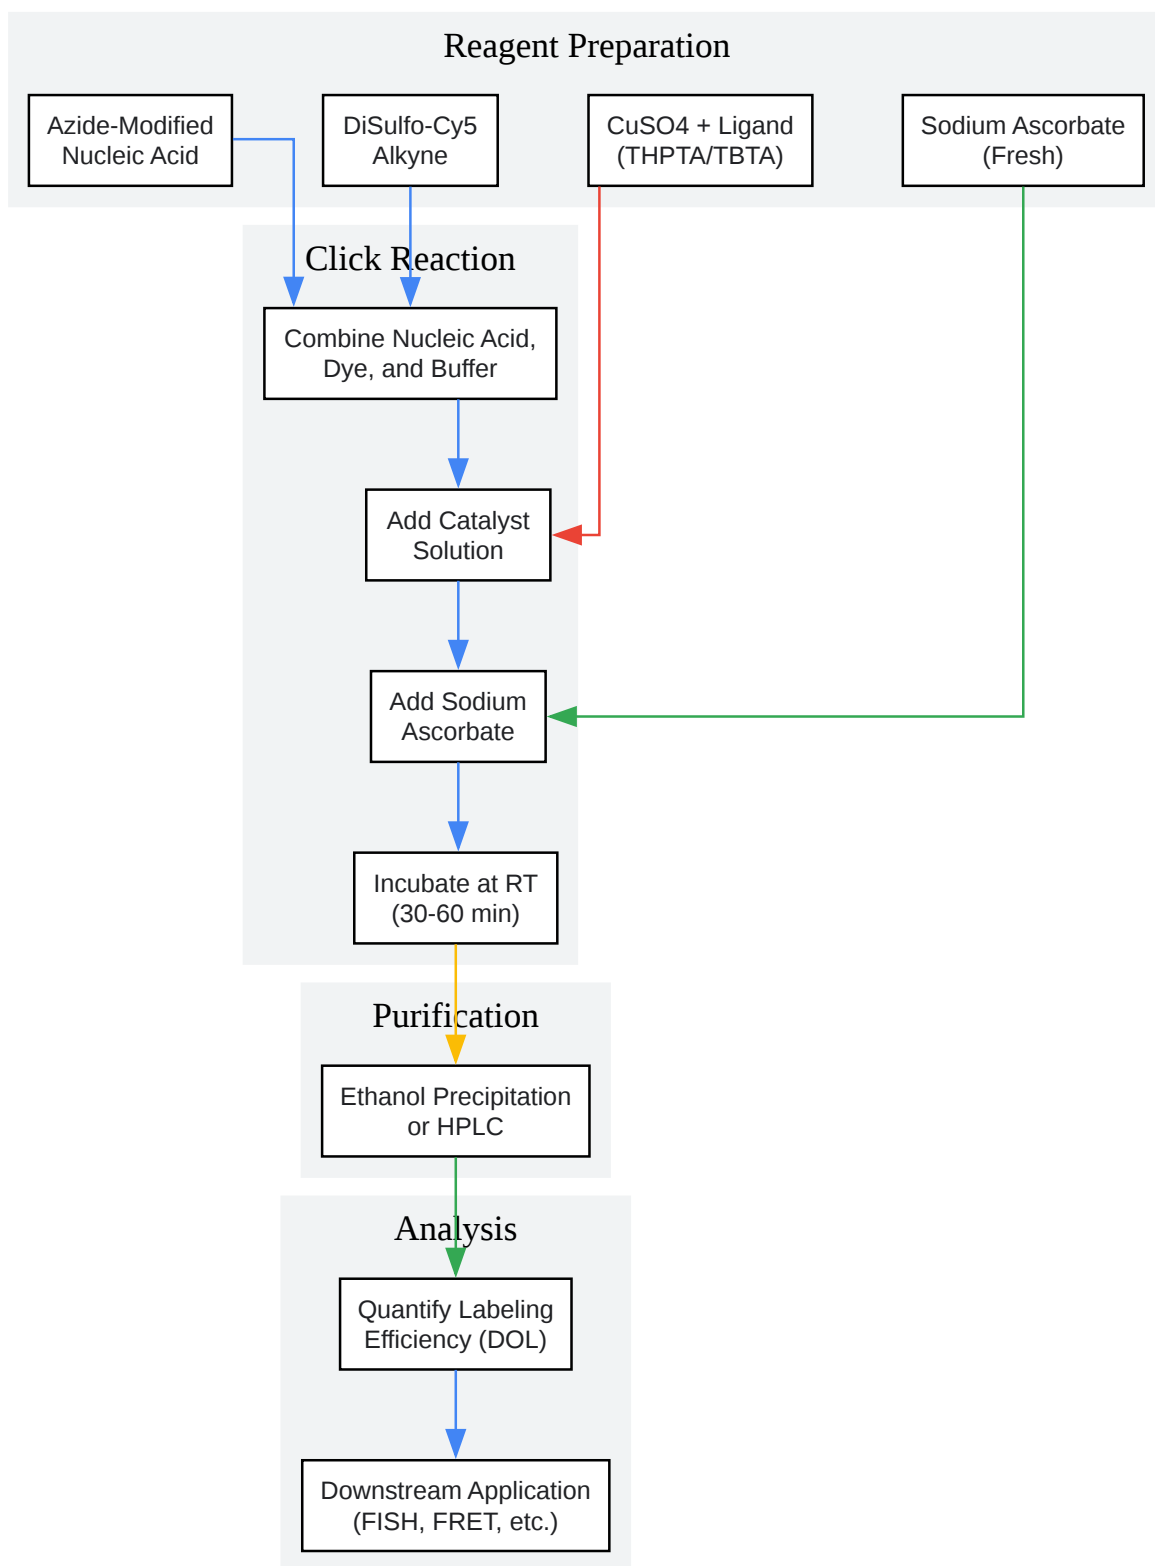 Reagent Preparation
Azide-Modified
Nucleic Acid
DiSulfo-Cy5
Alkyne
CuSO4 + Ligand
(THPTA/TBTA)
Sodium Ascorbate
(Fresh)
Click Reaction
Combine Nucleic Acid,
Dye, and Buffer
Add Catalyst
Solution
Add Sodium
Ascorbate
Incubate at RT
(30-60 min)
Purification
Ethanol Precipitation
or HPLC
Analysis
Quantify Labeling
Efficiency (DOL)
Downstream Application
(FISH, FRET, etc.)